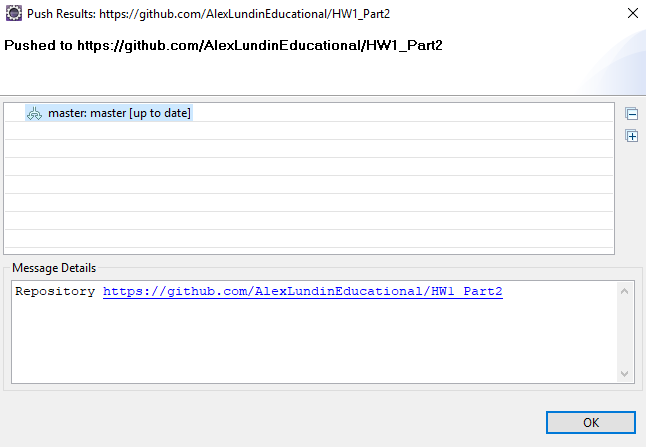 Push Results: https://github.com/AlexLundinEducational/HW1_Part2
Pushed to https://github.com/AlexLundinEducational/HW1_Part2
master: master [up to date]
Message Details
Repository https://github.com/AlexLundinEducational/HW1_Part2
OK